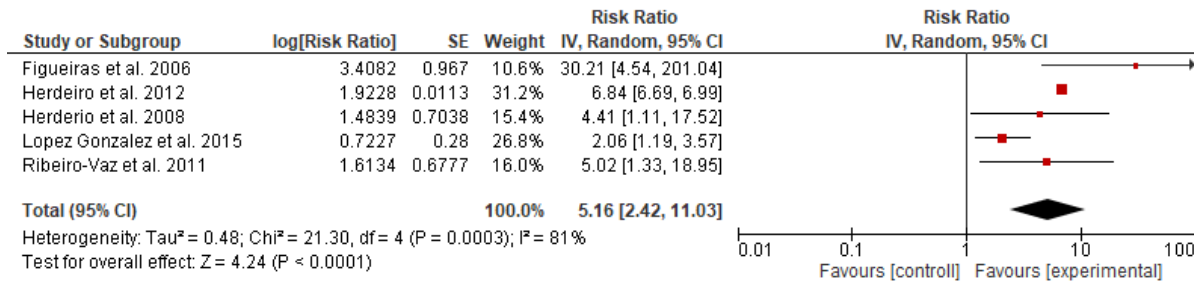 Risk Ratio Risk Ratio
Study or Subgroup log[Risk Ratio] SE Weight IV, Random, 95% CI IV, Random, 95% CI
Figueiras et al. 2006 3.4082 0.967 10.6% 30.21 [4.54, 201.04]
Herdeiro et al. 2012 1.9228 0.0113 31.2% 6.84 [6.69, 6.99]
Herderio et al. 2008 1.4839 0.7038 15.4% 4.41 [1.11, 17.52]
Lopez Gonzalez et al. 2015 0.7227 0.28 26.8% 2.06 [1.19, 3.57]
Ribeiro-Vaz et al. 2011 1.6134 0.6777 16.0% 5.02 [1.33, 18.95]
Total (95% CI) 100.0% 5.16 [2.42, 11.03]
Heterogeneity: Tau² = 0.48; Chi² = 21.30, df = 4 (P = 0.0003); I² = 81%
Test for overall effect: Z = 4.24 (P < 0.0001)
0.01 0.1 1 10 100
Favours [controll] Favours [experimental]